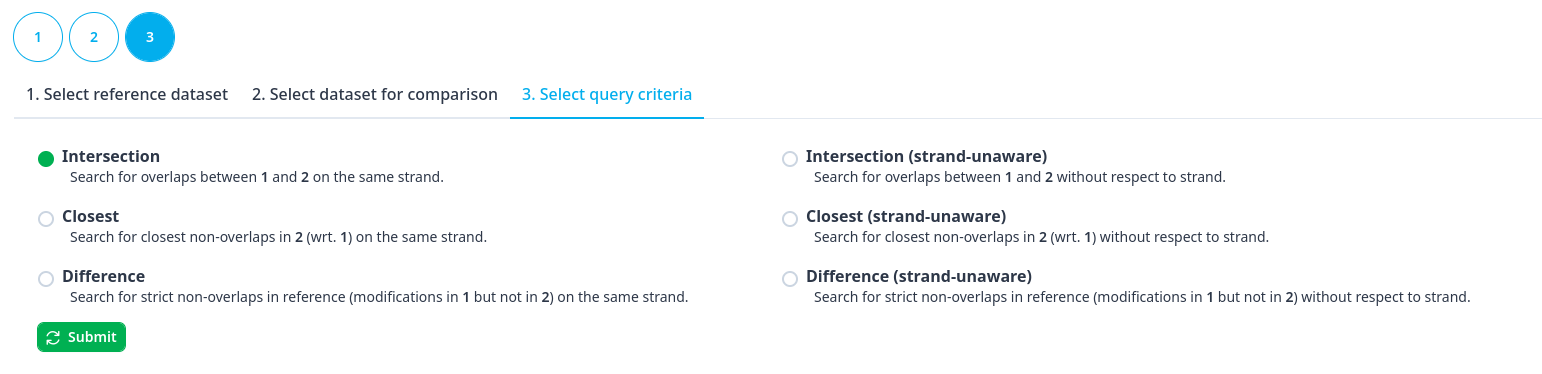 1 2 3
1. Select reference dataset 2. Select dataset for comparison 3. Select query criteria
Intersection
Search for overlaps between 1 and 2 on the same strand.
Intersection (strand-unaware)
Search for overlaps between 1 and 2 without respect to strand.
Closest
Search for closest non-overlaps in 2 (wrt. 1) on the same strand.
Closest (strand-unaware)
Search for closest non-overlaps in 2 (wrt. 1) without respect to strand.
Difference
Search for strict non-overlaps in reference (modifications in 1 but not in 2) on the same strand.
Difference (strand-unaware)
Search for strict non-overlaps in reference (modifications in 1 but not in 2) without respect to strand.
Submit